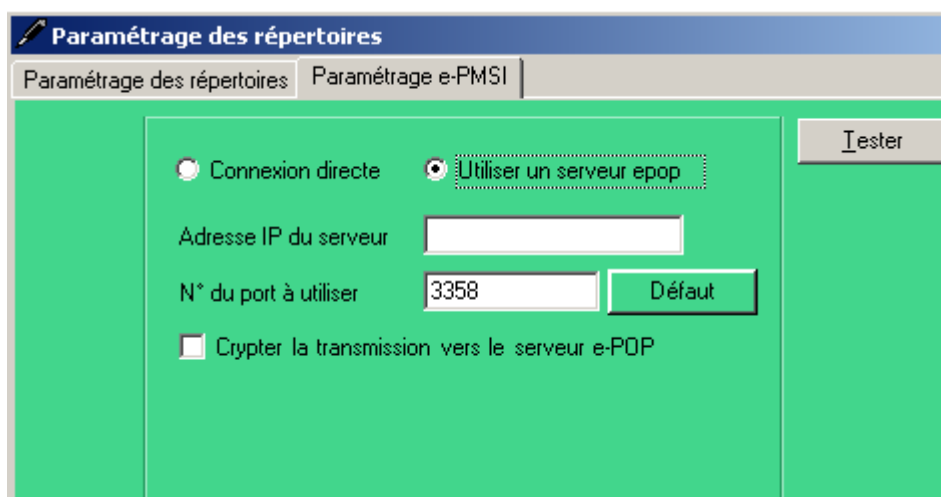 Paramétrage des répertoires
Paramétrage des répertoires Paramétrage e-PMSI
Tester
Connexion directe Utiliser un serveur epop
Adresse IP du serveur
N° du port à utiliser 3358 Défaut
Crypter la transmission vers le serveur e-POP